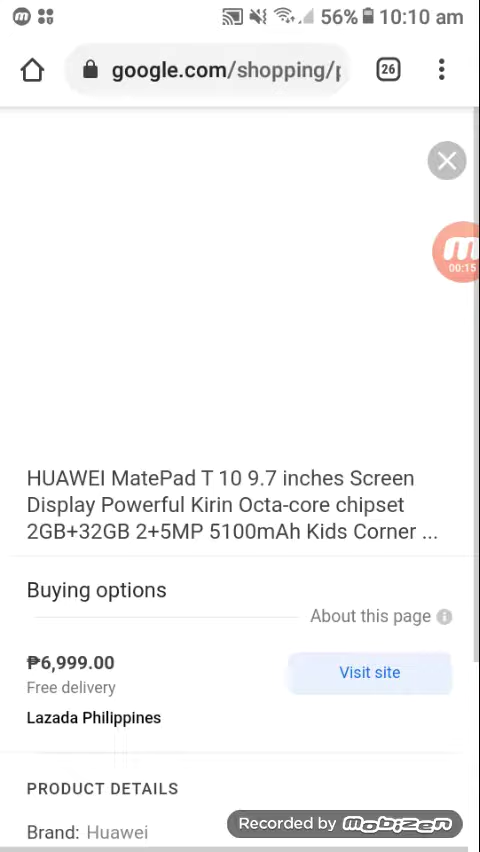 56% 10:10 am
google.com/shopping/p
26
00:15
HUAWEI MatePad T 10 9.7 inches Screen
Display Powerful Kirin Octa-core chipset
2GB+32GB 2+5MP 5100mAh Kids Corner ...
Buying options
About this page
₱6,999.00
Visit site
Free delivery
Lazada Philippines
PRODUCT DETAILS
Brand: Huawei
Recorded by mobizen